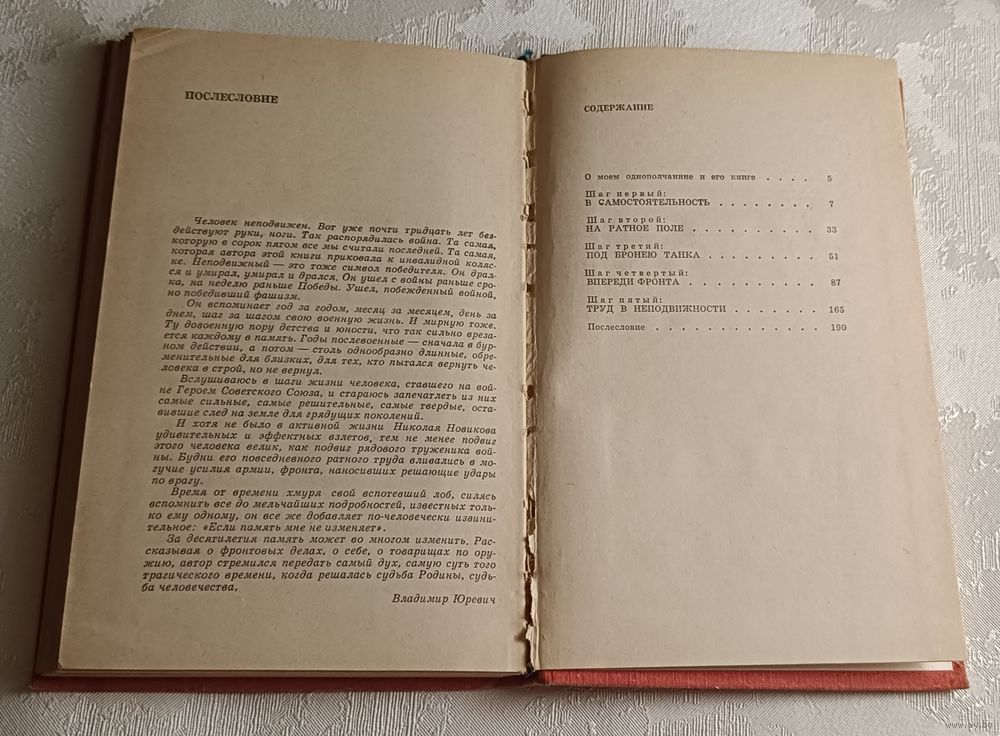 ПОСЛЕСЛОВИЕ
Человек неподвижен. Вот уже почти тридцать лет без-
действуют руки, ноги. Так распорядилась война. Та самая,
которую в сорок пятом все мы считали последней. Та самая,
которая автора этой книги приковала к инвалидной коляс-
ке. Неподвижный — это тоже символ победителя. Он драл-
ся и умирал, умирал и дрался. Он ушел с войны раньше сро-
ка, на неделю раньше Победы. Ушел, побежденный войной,
но победивший фашизм.
Он вспоминает год за годом, месяц за месяцем, день за
днем, шаг за шагом свою военную жизнь. И мирную тоже.
Ту довоенную пору детства и юности, что так сильно вреза-
ется каждому в память. Годы послевоенные — сначала в бур-
ном действии, а потом — столь однообразно длинные, обре-
менительные для близких, для тех, кто пытался вернуть че-
ловека в строй, но не вернул.
Вслушиваюсь в шаги жизни человека, ставшего на вой-
не Героем Советского Союза, и стараюсь запечатлеть из них
самые сильные, самые решительные, самые твердые, оста-
вившие след на земле для грядущих поколений.
И хотя не было в активной жизни Николая Новикова
удивительных и эффектных взлетов, тем не менее подвиг
этого человека велик, как подвиг рядового труженика вой-
ны. Будни его повседневного ратного труда вливались в мо-
гучие усилия армии, фронта, наносивших решающие удары
по врагу.
Время от времени хмуря свой вспотевший лоб, силясь
вспомнить все до мельчайших подробностей, известных толь-
ко ему одному, он все же добавляет по-человечески извини-
тельное: «Если память мне не изменяет».
За десятилетия память может во многом изменить. Рас-
сказывая о фронтовых делах, о себе, о товарищах по ору-
жию, автор стремился передать самый дух, самую суть того
трагического времени, когда решалась судьба Родины, судь-
ба человечества.
Владимир Юревич
СОДЕРЖАНИЕ
О моем однополчанине и его книге . . . . 5
Шаг первый:
В САМОСТОЯТЕЛЬНОСТЬ . . . . . . . . 7
Шаг второй:
НА РАТНОЕ ПОЛЕ . . . . . . . . . . 33
Шаг третий:
ПОД БРОНЕЮ ТАНКА . . . . . . . . . 51
Шаг четвертый:
ВПЕРЕДИ ФРОНТА . . . . . . . . . . 87
Шаг пятый:
ТРУД В НЕПОДВИЖНОСТИ . . . . . . . 165
Послесловие . . . . . . . . . . . . . 190